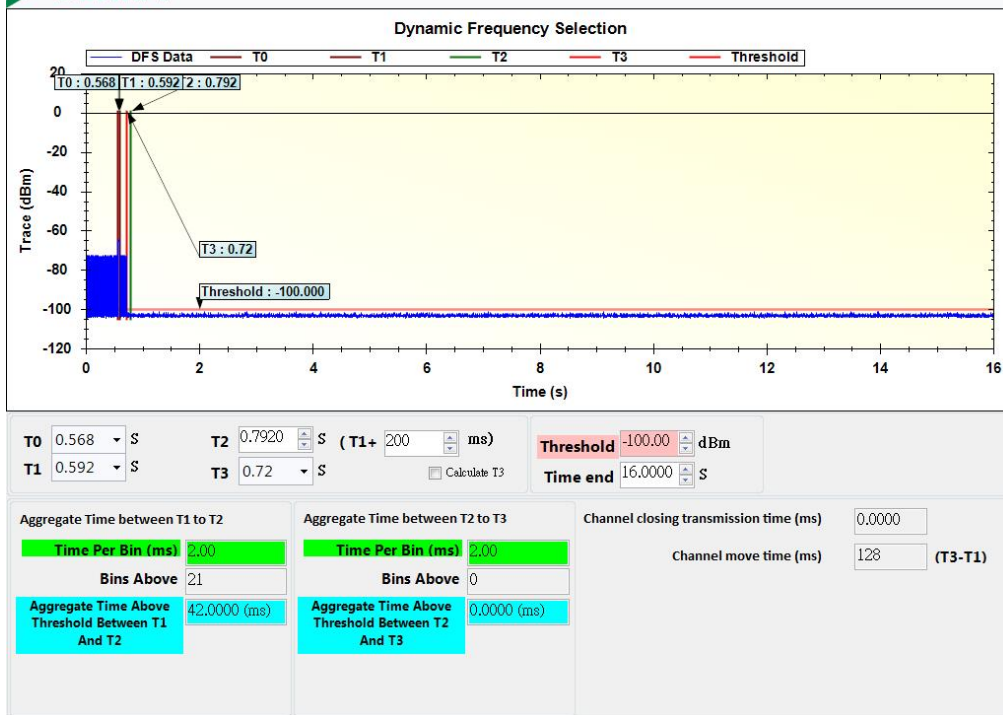 Dynamic Frequency Selection
DFS Data T0 T1 T2 T3 Threshold
20
T0 : 0.568 T1 : 0.592 2 : 0.792
0
-20
-40
-60
-80
-100
-120
Trace (dBm)
T3 : 0.72
Threshold : -100.000
0 2 4 6 8 10 12 14 16
Time (s)
T0 0.568 S T2 0.7920 S (T1+ 200 ms) Threshold -100.00 dBm
T1 0.592 S T3 0.72 S Calculate T3 Time end 16.0000 S
Aggregate Time between T1 to T2
Time Per Bin (ms) 2.00
Bins Above 21
Aggregate Time Above
Threshold Between T1
And T2
42.0000 (ms)
Aggregate Time between T2 to T3
Time Per Bin (ms) 2.00
Bins Above 0
Aggregate Time Above
Threshold Between T2
And T3
0.0000 (ms)
Channel closing transmission time (ms) 0.0000
Channel move time (ms) 128 (T3-T1)